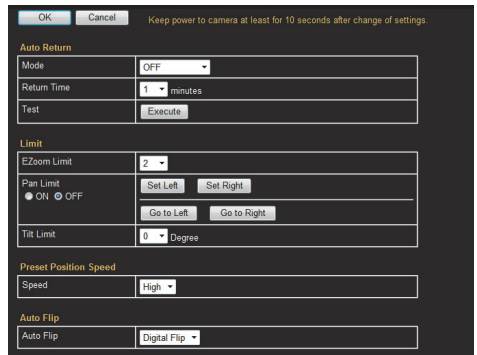 OK Cancel Keep power to camera at least for 10 seconds after change of settings.
Auto Return
Mode OFF
Return Time 1 minutes
Test Execute
Limit
EZoom Limit 2
Pan Limit Set Left Set Right
ON OFF
Go to Left Go to Right
Tilt Limit 0 Degree
Preset Position Speed
Speed High
Auto Flip
Auto Flip Digital Flip